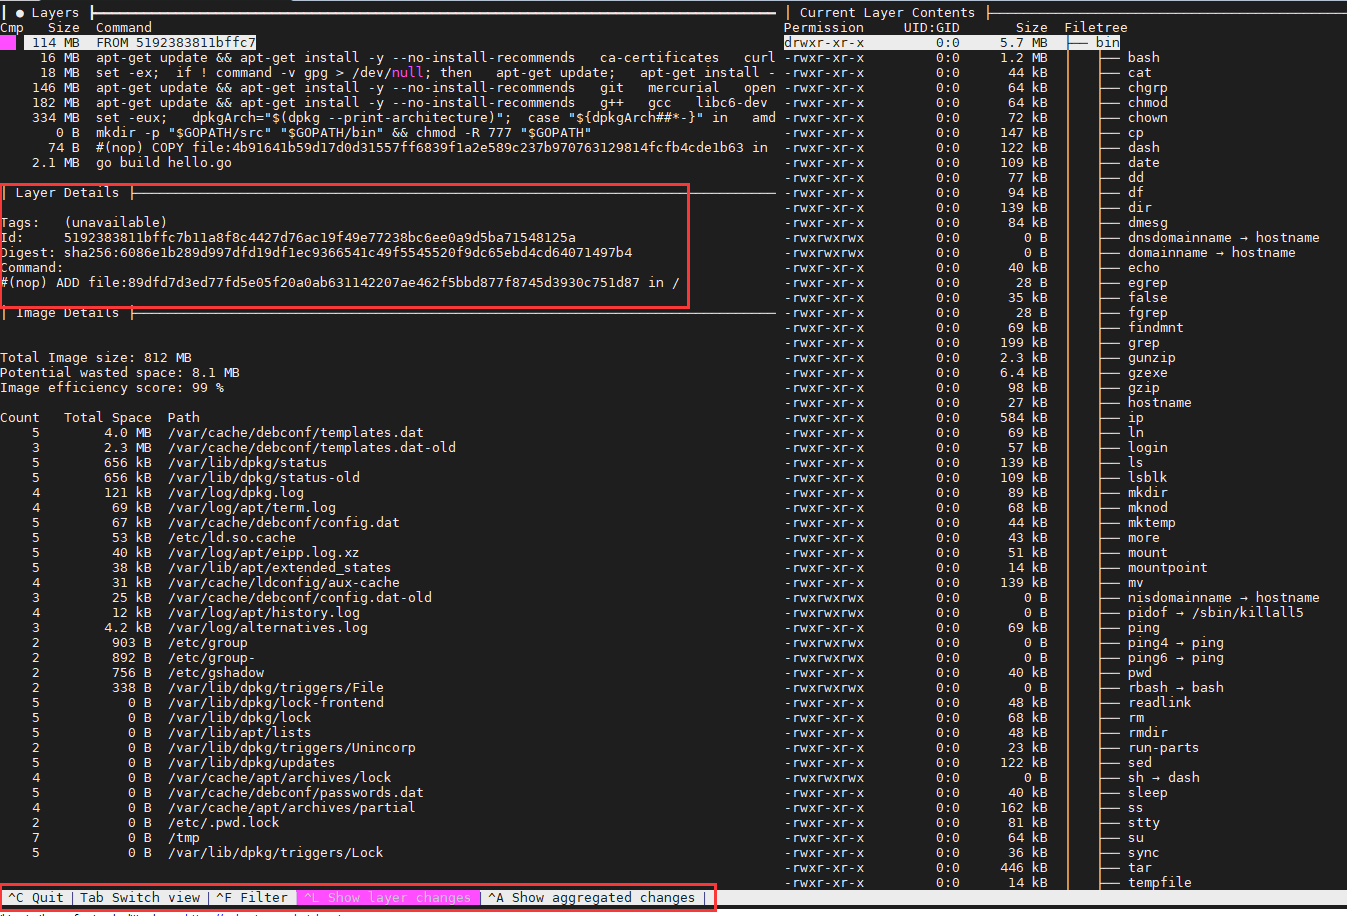 ● Layers
Cmp Size Command
114 MB FROM 5192383811bffc7
16 MB apt-get update && apt-get install -y --no-install-recommends ca-certificates curl
18 MB set -ex; if ! command -v gpg > /dev/null; then apt-get update; apt-get install -
146 MB apt-get update && apt-get install -y --no-install-recommends git mercurial open
182 MB apt-get update && apt-get install -y --no-install-recommends g++ gcc libc6-dev
334 MB set -eux; dpkgArch="$(dpkg --print-architecture)"; case "${dpkgArch##*-}" in amd
0 B mkdir -p "$GOPATH/src" "$GOPATH/bin" && chmod -R 777 "$GOPATH"
74 B #(nop) COPY file:4b91641b59d17d0d31557ff6839f1a2e589c237b970763129814fcfb4cde1b63 in
2.1 MB go build hello.go
Layer Details
Tags: (unavailable)
Id: 5192383811bffc7b11a8f8c4427d76ac19f49e77238bc6ee0a9d5ba71548125a
Digest: sha256:6086e1b289d997dfd19df1ec9366541c49f5545520f9dc65ebd4cd64071497b4
Command:
#(nop) ADD file:89dfd7d3ed77fd5e05f20a0ab631142207ae462f5bbd877f8745d3930c751d87 in /
Image Details
Total Image size: 812 MB
Potential wasted space: 8.1 MB
Image efficiency score: 99 %
Count Total Space Path
5 4.0 MB /var/cache/debconf/templates.dat
3 2.3 MB /var/cache/debconf/templates.dat-old
5 656 kB /var/lib/dpkg/status
5 656 kB /var/lib/dpkg/status-old
4 121 kB /var/log/dpkg.log
4 69 kB /var/log/apt/term.log
5 67 kB /var/cache/debconf/config.dat
5 53 kB /etc/ld.so.cache
5 40 kB /var/log/apt/eipp.log.xz
5 38 kB /var/lib/apt/extended_states
4 31 kB /var/cache/ldconfig/aux-cache
3 25 kB /var/cache/debconf/config.dat-old
4 12 kB /var/log/apt/history.log
3 4.2 kB /var/log/alternatives.log
2 903 B /etc/group
2 892 B /etc/group-
2 756 B /etc/gshadow
2 338 B /var/lib/dpkg/triggers/File
5 0 B /var/lib/dpkg/lock-frontend
5 0 B /var/lib/dpkg/lock
5 0 B /var/lib/apt/lists
2 0 B /var/lib/dpkg/triggers/Unincorp
5 0 B /var/lib/dpkg/updates
4 0 B /var/cache/apt/archives/lock
5 0 B /var/cache/debconf/passwords.dat
4 0 B /var/cache/apt/archives/partial
2 0 B /etc/.pwd.lock
7 0 B /tmp
5 0 B /var/lib/dpkg/triggers/Lock
Current Layer Contents
Permission UID:GID Size Filetree
drwxr-xr-x 0:0 5.7 MB ├── bin
-rwxr-xr-x 0:0 1.2 MB │ ├── bash
-rwxr-xr-x 0:0 44 kB │ ├── cat
-rwxr-xr-x 0:0 64 kB │ ├── chgrp
-rwxr-xr-x 0:0 64 kB │ ├── chmod
-rwxr-xr-x 0:0 72 kB │ ├── chown
-rwxr-xr-x 0:0 147 kB │ ├── cp
-rwxr-xr-x 0:0 122 kB │ ├── dash
-rwxr-xr-x 0:0 109 kB │ ├── date
-rwxr-xr-x 0:0 77 kB │ ├── dd
-rwxr-xr-x 0:0 94 kB │ ├── df
-rwxr-xr-x 0:0 139 kB │ ├── dir
-rwxr-xr-x 0:0 84 kB │ ├── dmesg
-rwxrwxrwx 0:0 0 B │ ├── dnsdomainname → hostname
-rwxrwxrwx 0:0 0 B │ ├── domainname → hostname
-rwxr-xr-x 0:0 40 kB │ ├── echo
-rwxr-xr-x 0:0 28 B │ ├── egrep
-rwxr-xr-x 0:0 35 kB │ ├── false
-rwxr-xr-x 0:0 28 B │ ├── fgrep
-rwxr-xr-x 0:0 69 kB │ ├── findmnt
-rwxr-xr-x 0:0 199 kB │ ├── grep
-rwxr-xr-x 0:0 2.3 kB │ ├── gunzip
-rwxr-xr-x 0:0 6.4 kB │ ├── gzexe
-rwxr-xr-x 0:0 98 kB │ ├── gzip
-rwxr-xr-x 0:0 27 kB │ ├── hostname
-rwxr-xr-x 0:0 584 kB │ ├── ip
-rwxr-xr-x 0:0 69 kB │ ├── ln
-rwxr-xr-x 0:0 57 kB │ ├── login
-rwxr-xr-x 0:0 139 kB │ ├── ls
-rwxr-xr-x 0:0 109 kB │ ├── lsblk
-rwxr-xr-x 0:0 89 kB │ ├── mkdir
-rwxr-xr-x 0:0 68 kB │ ├── mknod
-rwxr-xr-x 0:0 44 kB │ ├── mktemp
-rwxr-xr-x 0:0 43 kB │ ├── more
-rwxr-xr-x 0:0 51 kB │ ├── mount
-rwxr-xr-x 0:0 14 kB │ ├── mountpoint
-rwxr-xr-x 0:0 139 kB │ ├── mv
-rwxrwxrwx 0:0 0 B │ ├── nisdomainname → hostname
-rwxrwxrwx 0:0 0 B │ ├── pidof → /sbin/killall5
-rwxr-xr-x 0:0 69 kB │ ├── ping
-rwxrwxrwx 0:0 0 B │ ├── ping4 → ping
-rwxrwxrwx 0:0 0 B │ ├── ping6 → ping
-rwxr-xr-x 0:0 40 kB │ ├── pwd
-rwxrwxrwx 0:0 0 B │ ├── rbash → bash
-rwxr-xr-x 0:0 48 kB │ ├── readlink
-rwxr-xr-x 0:0 68 kB │ ├── rm
-rwxr-xr-x 0:0 48 kB │ ├── rmdir
-rwxr-xr-x 0:0 23 kB │ ├── run-parts
-rwxr-xr-x 0:0 122 kB │ ├── sed
-rwxrwxrwx 0:0 0 B │ ├── sh → dash
-rwxr-xr-x 0:0 40 kB │ ├── sleep
-rwxr-xr-x 0:0 162 kB │ ├── ss
-rwxr-xr-x 0:0 81 kB │ ├── stty
-rwxr-xr-x 0:0 64 kB │ ├── su
-rwxr-xr-x 0:0 36 kB │ ├── sync
-rwxr-xr-x 0:0 446 kB │ ├── tar
-rwxr-xr-x 0:0 14 kB │ ├── tempfile
^C Quit | Tab Switch view | ^F Filter | ^L Show layer changes | ^A Show aggregated changes |